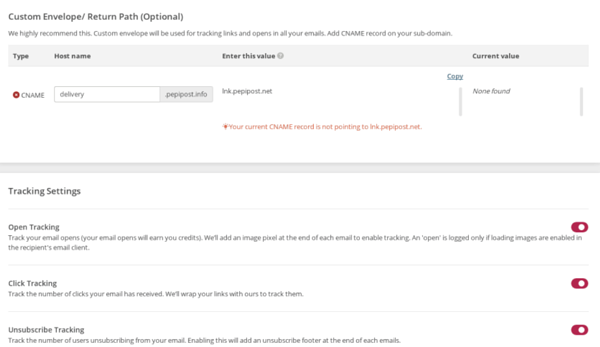 Custom Envelope/ Return Path (Optional)
We highly recommend this. Custom envelope will be used for tracking links and opens in all your emails. Add CNAME record on your sub-domain.
Type Host name Enter this value Current value
Copy
CNAME delivery .pepipost.info lnk.pepipost.net None found
Your current CNAME record is not pointing to lnk.pepipost.net.
Tracking Settings
Open Tracking
Track your email opens (your email opens will earn you credits). We'll add an image pixel at the end of each email to enable tracking. An 'open' is logged only if loading images are enabled in
the recipient's email client.
Click Tracking
Track the number of clicks your email has received. We'll wrap your links with ours to track them.
Unsubscribe Tracking
Track the number of users unsubscribing from your email. Enabling this will add an unsubscribe footer at the end of each emails.